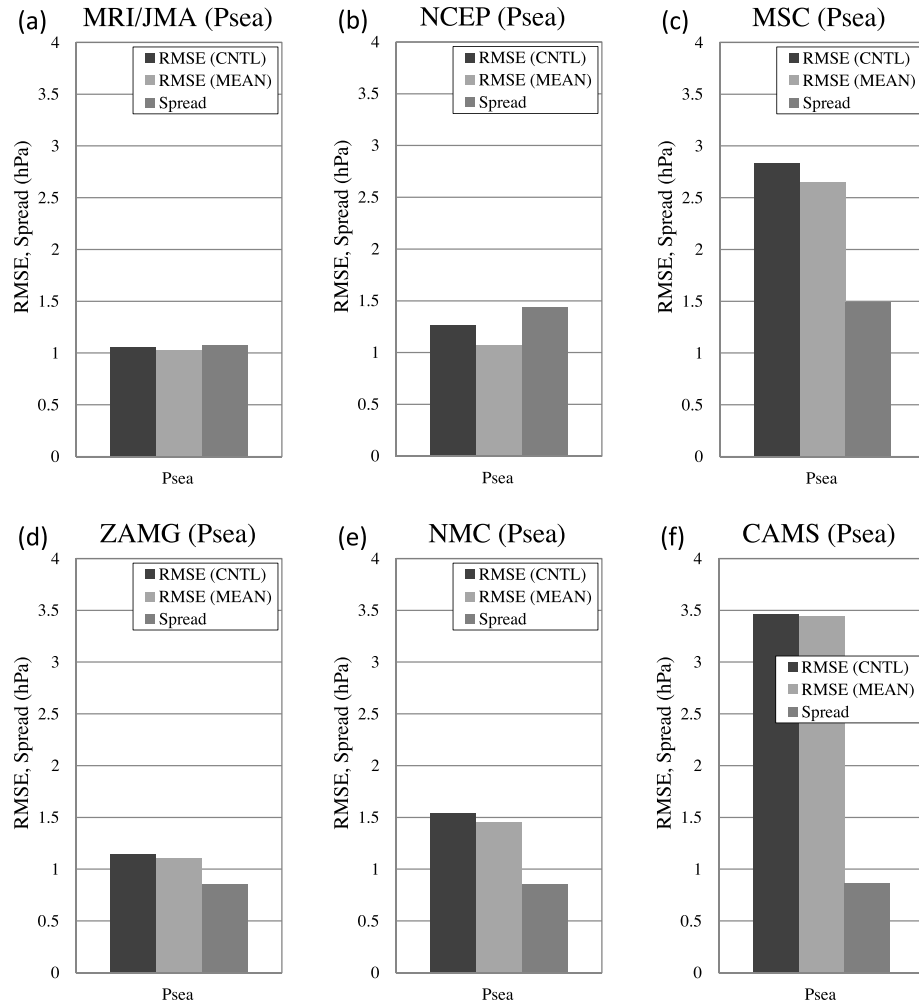 (a) MRI/JMA (Psea)
RMSE (CNTL)
RMSE (MEAN)
Spread
RMSE, Spread (hPa)
4
3.5
3
2.5
2
1.5
1
0.5
0
Psea
(b) NCEP (Psea)
RMSE (CNTL)
RMSE (MEAN)
Spread
RMSE, Spread (hPa)
4
3.5
3
2.5
2
1.5
1
0.5
0
Psea
(c) MSC (Psea)
RMSE (CNTL)
RMSE (MEAN)
Spread
RMSE, Spread (hPa)
4
3.5
3
2.5
2
1.5
1
0.5
0
Psea
(d) ZAMG (Psea)
RMSE (CNTL)
RMSE (MEAN)
Spread
RMSE, Spread (hPa)
4
3.5
3
2.5
2
1.5
1
0.5
0
Psea
(e) NMC (Psea)
RMSE (CNTL)
RMSE (MEAN)
Spread
RMSE, Spread (hPa)
4
3.5
3
2.5
2
1.5
1
0.5
0
Psea
(f) CAMS (Psea)
RMSE (CNTL)
RMSE (MEAN)
Spread
RMSE, Spread (hPa)
4
3.5
3
2.5
2
1.5
1
0.5
0
Psea